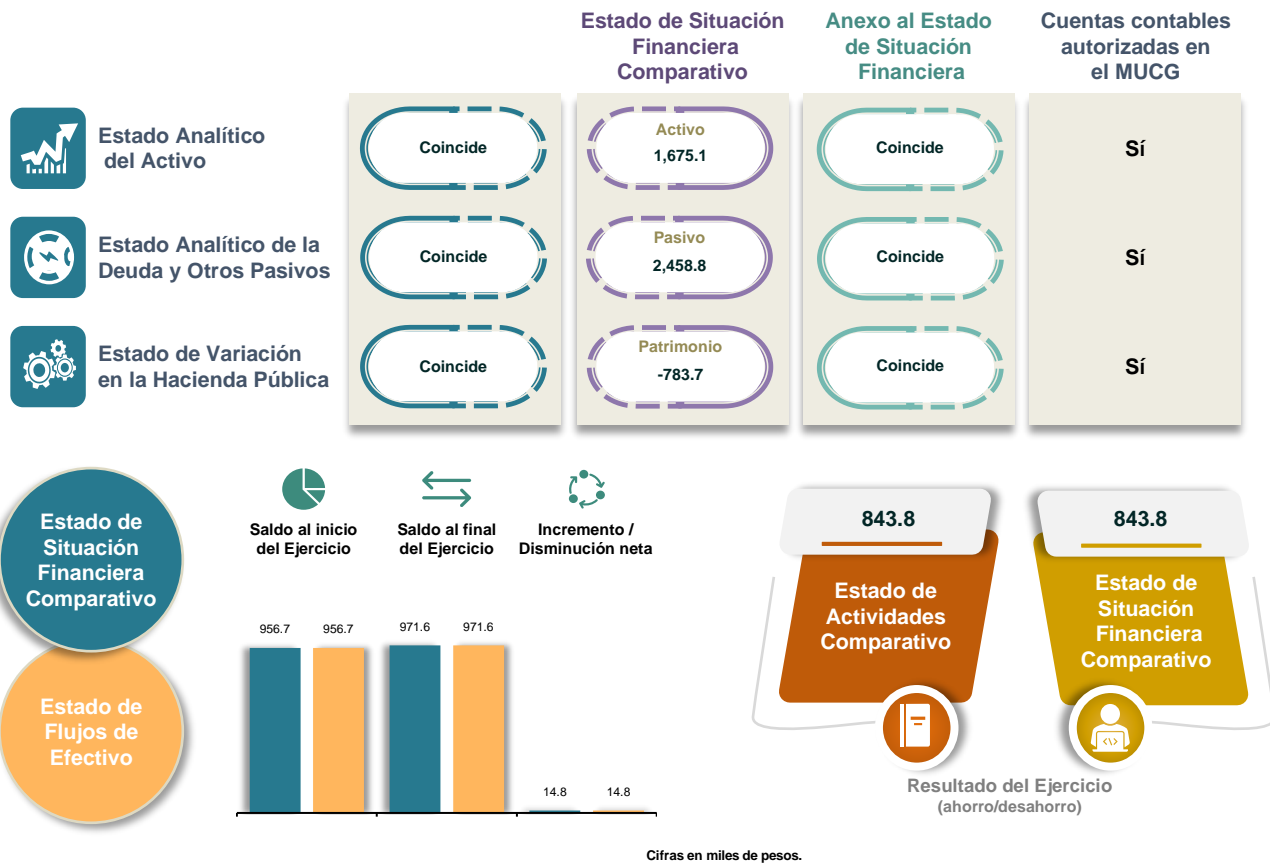 Estado de Situación
Financiera
Comparativo
Anexo al Estado
de Situación
Financiera
Cuentas contables
autorizadas en
el MUCG
Estado Analítico
del Activo
Coincide
Activo
1,675.1
Coincide
Sí
Estado Analítico de la
Deuda y Otros Pasivos
Coincide
Pasivo
2,458.8
Coincide
Sí
Estado de Variación
en la Hacienda Pública
Coincide
Patrimonio
-783.7
Coincide
Sí
Estado de
Situación
Financiera
Comparativo
Estado de
Flujos de
Efectivo
Saldo al inicio
del Ejercicio
Saldo al final
del Ejercicio
Incremento /
Disminución neta
956.7
956.7
971.6
971.6
14.8
14.8
843.8
Estado de
Actividades
Comparativo
843.8
Estado de
Situación
Financiera
Comparativo
Resultado del Ejercicio
(ahorro/desahorro)
Cifras en miles de pesos.